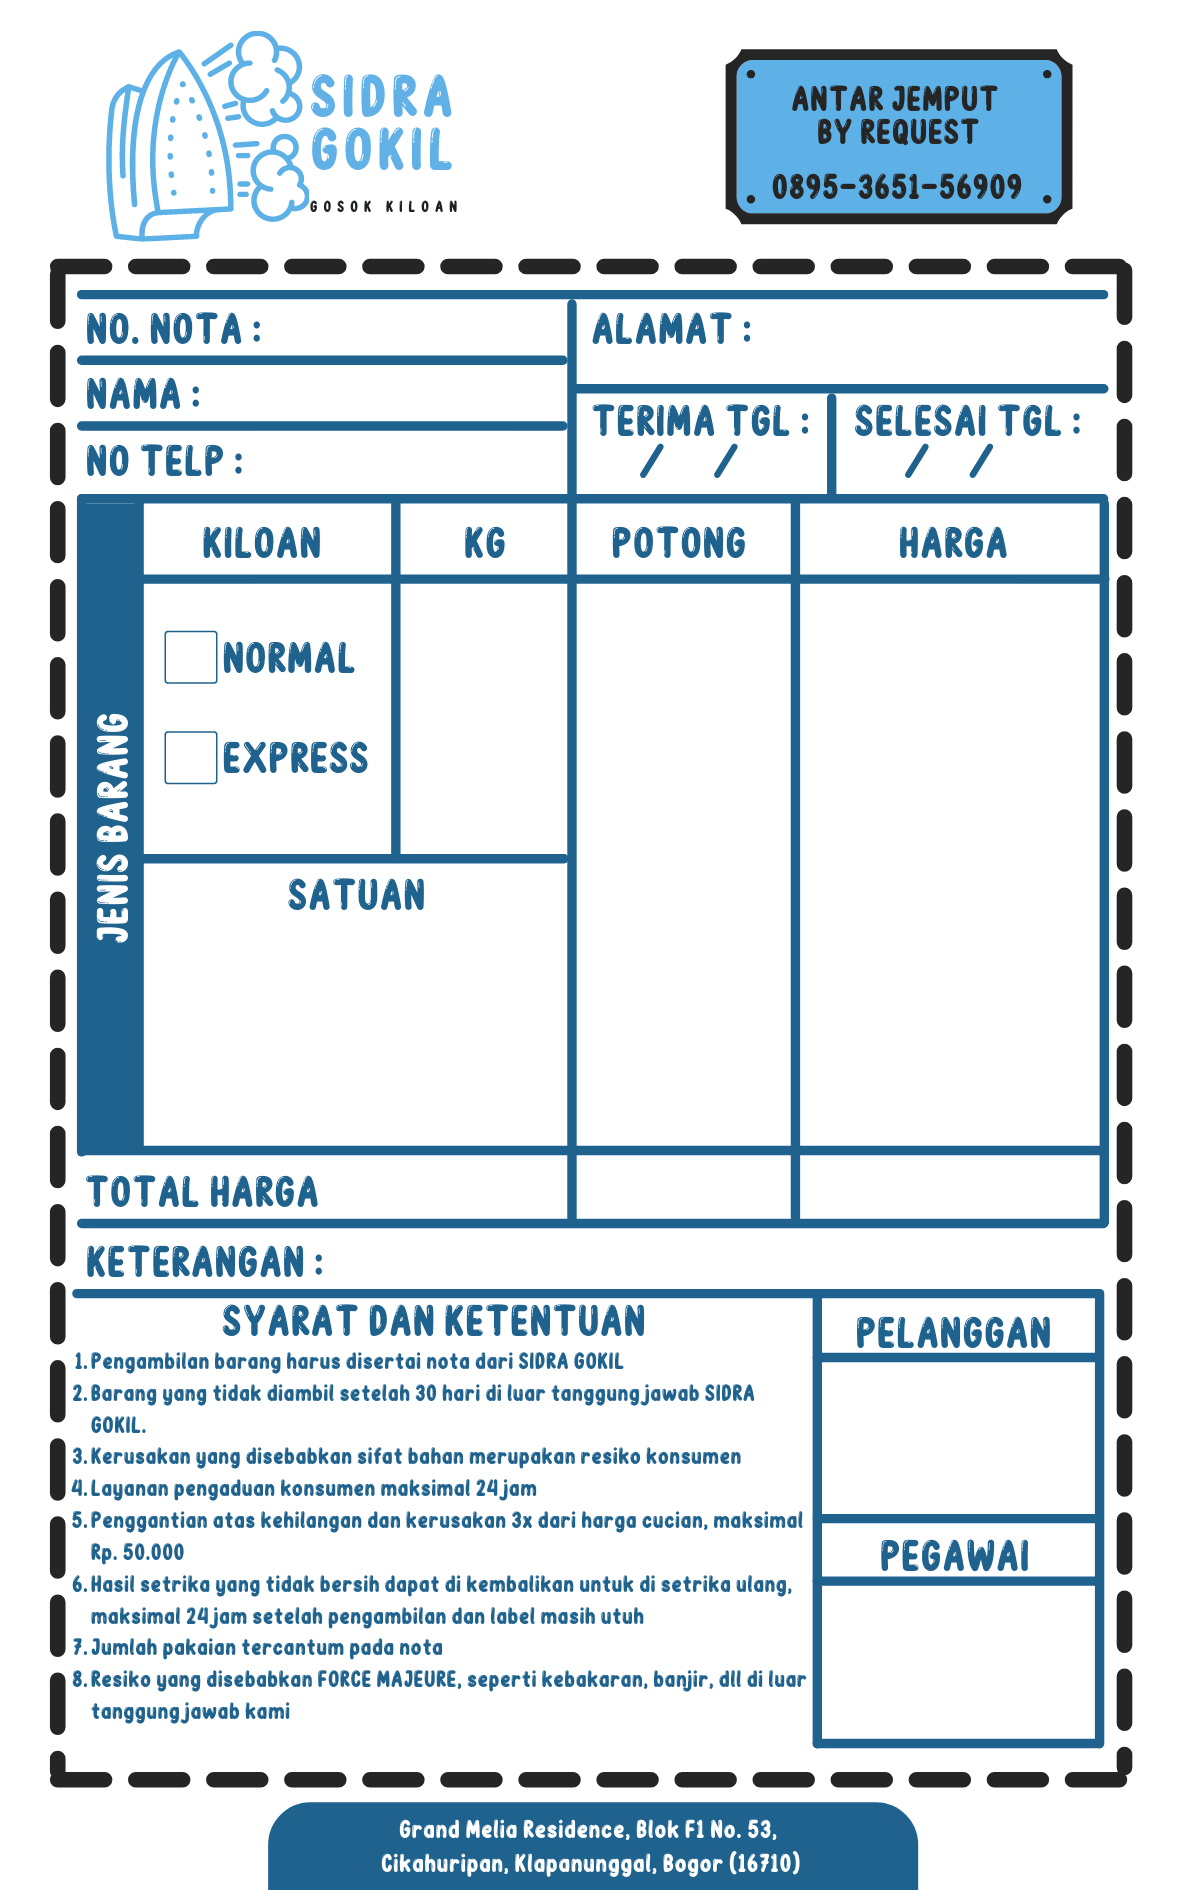 SIDRA
GOKIL
GOSOK KILOAN
ANTAR JEMPUT
BY REQUEST
0895-3651-56909
NO. NOTA :
ALAMAT :
NAMA :
TERIMA TGL :
SELESAI TGL :
/ /
/ /
NO TELP :
JENIS BARANG
KILOAN
KG
POTONG
HARGA
NORMAL
EXPRESS
SATUAN
TOTAL HARGA
KETERANGAN :
SYARAT DAN KETENTUAN
1. Pengambilan barang harus disertai nota dari SIDRA GOKIL
2. Barang yang tidak diambil setelah 30 hari di luar tanggung jawab SIDRA
GOKIL.
3. Kerusakan yang disebabkan sifat bahan merupakan resiko konsumen
4. Layanan pengaduan konsumen maksimal 24 jam
5. Penggantian atas kehilangan dan kerusakan 3x dari harga cucian, maksimal
Rp. 50.000
6. Hasil setrika yang tidak bersih dapat di kembalikan untuk di setrika ulang,
maksimal 24 jam setelah pengambilan dan label masih utuh
7. Jumlah pakaian tercantum pada nota
8. Resiko yang disebabkan FORCE MAJEURE, seperti kebakaran, banjir, dll di luar
tanggung jawab kami
PELANGGAN
PEGAWAI
Grand Melia Residence, Blok F1 No. 53,
Cikahuripan, Klapanunggal, Bogor (16710)